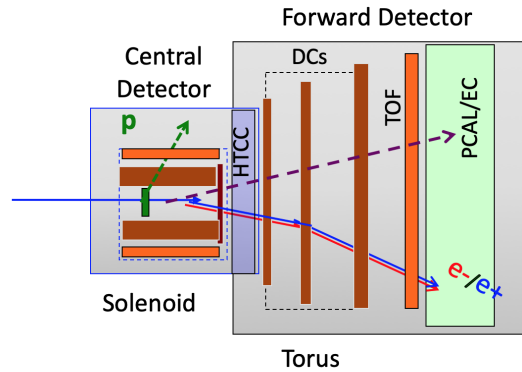 Forward Detector
Central
Detector
DCs
p
HTCC
TOF
PCAL/EC
e-/e+
Solenoid
Torus